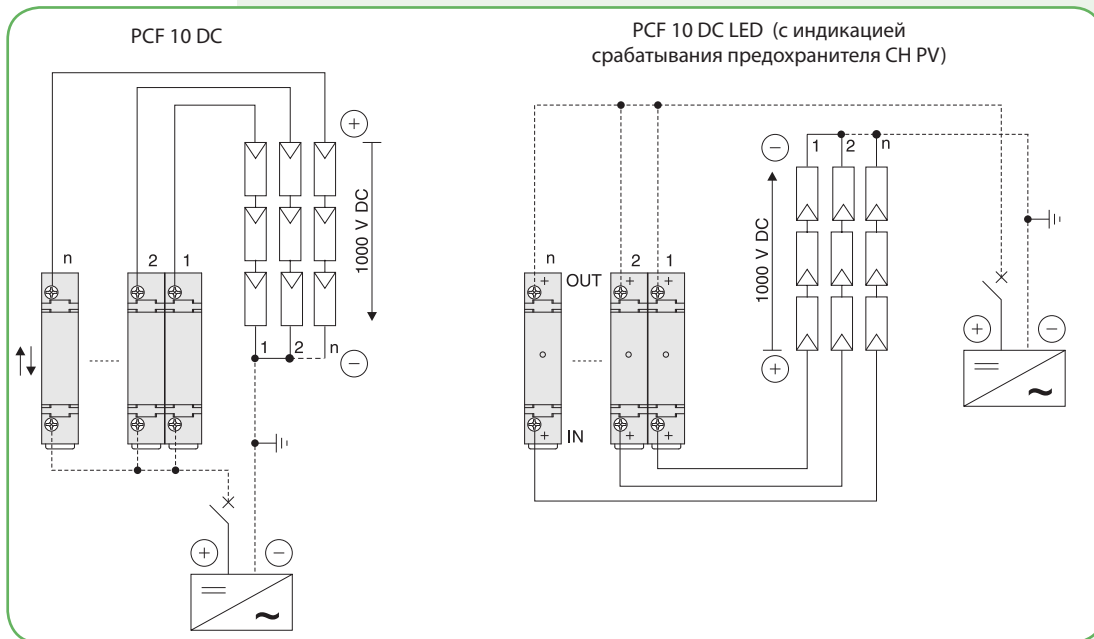 PCF 10 DC
PCF 10 DC LED (с индикацией
срабатывания предохранителя CH PV)
+
1000 V DC
−
n
2
1
1
2
n
+
−
n
2
1
+
+
+
OUT
+
+
+
IN
−
1
2
n
1000 V DC
+
+
−